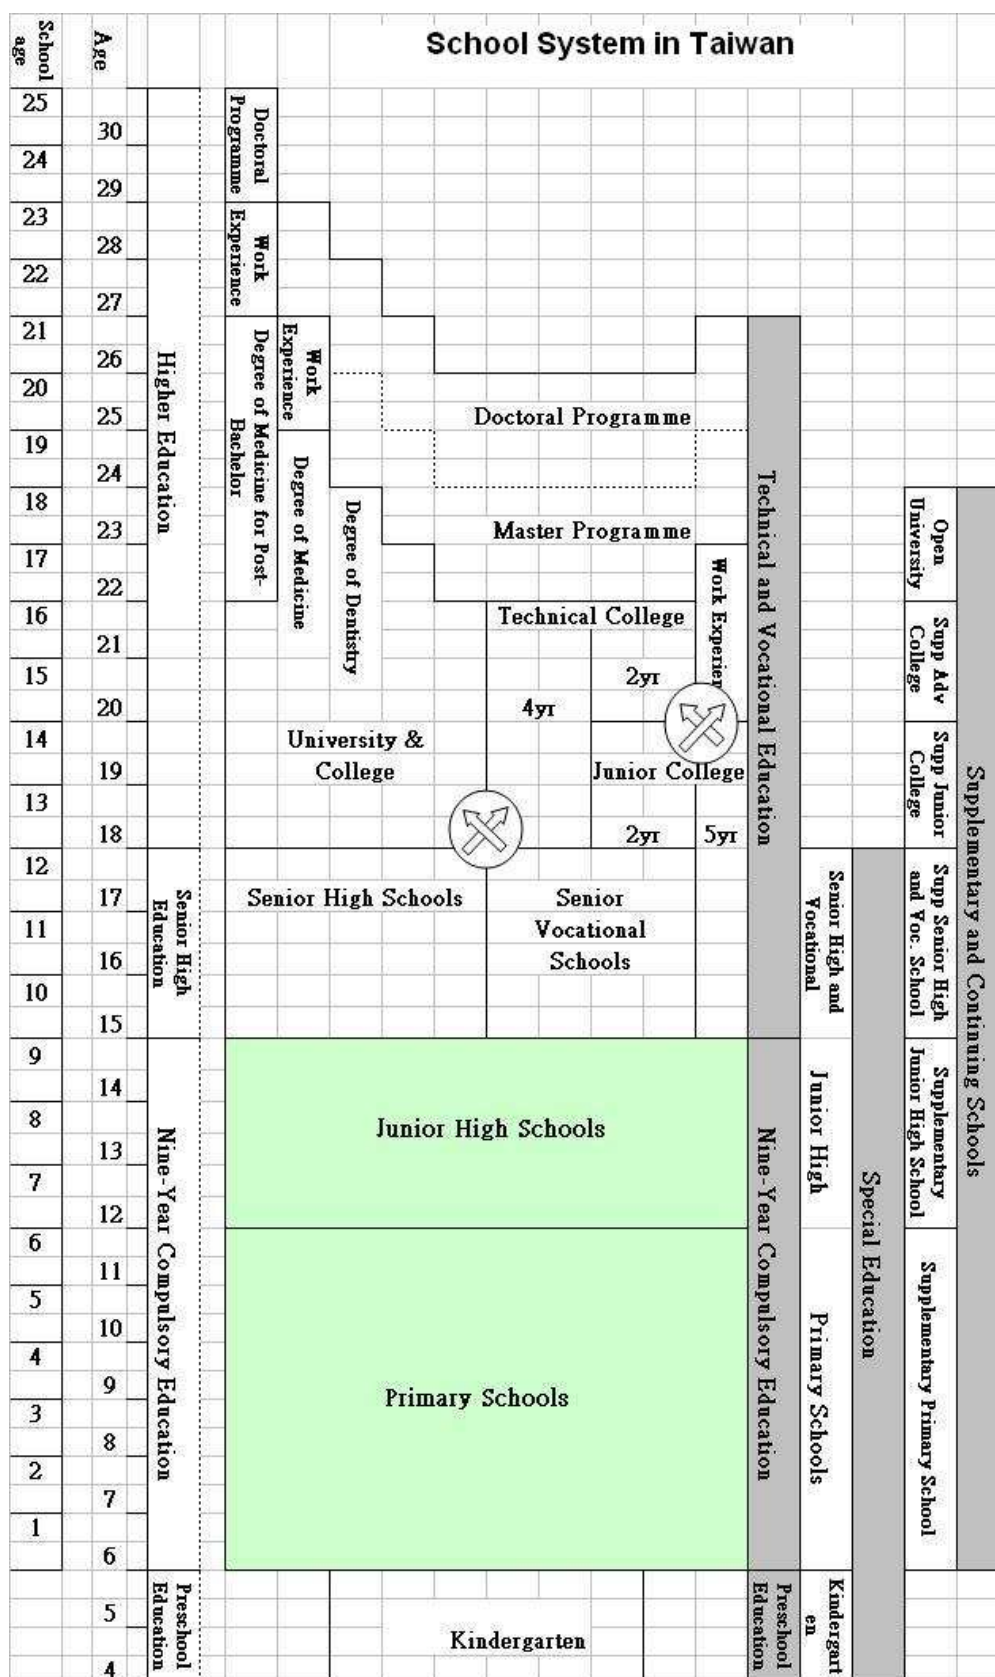 School System in Taiwan
School
age
Age
25
30
24
29
23
28
22
27
21
26
20
25
19
24
18
23
17
22
16
21
15
20
14
19
13
18
12
17
11
16
10
15
9
14
8
13
7
12
6
11
5
10
4
9
3
8
2
7
1
6
5
4
Higher Education
Senior High
Education
Nine-Year Compulsory Education
Preschool
Education
Doctoral
Programme
Work
Experience
Degree of Medicine for Post-
Bachelor
Work
Experience
Degree of Medicine
Degree of Dentistry
Doctoral Programme
Master Programme
Technical College
Work Experien
2yr
4yr
University &
College
Junior College
2yr
5yr
Senior High Schools
Senior
Vocational
Schools
Junior High Schools
Primary Schools
Kindergarten
Technical and Vocational Education
Nine-Year Compulsory Education
Preschool
Education
Senior High and
Vocational
Junior High
Primary Schools
Kindergart
en
Special Education
Open
University
Supp Adv
College
Supp Junior
College
Supp Senior High
and Voc. School
Supplementary
Junior High School
Supplementary Primary School
Supplementary and Continuing Schools